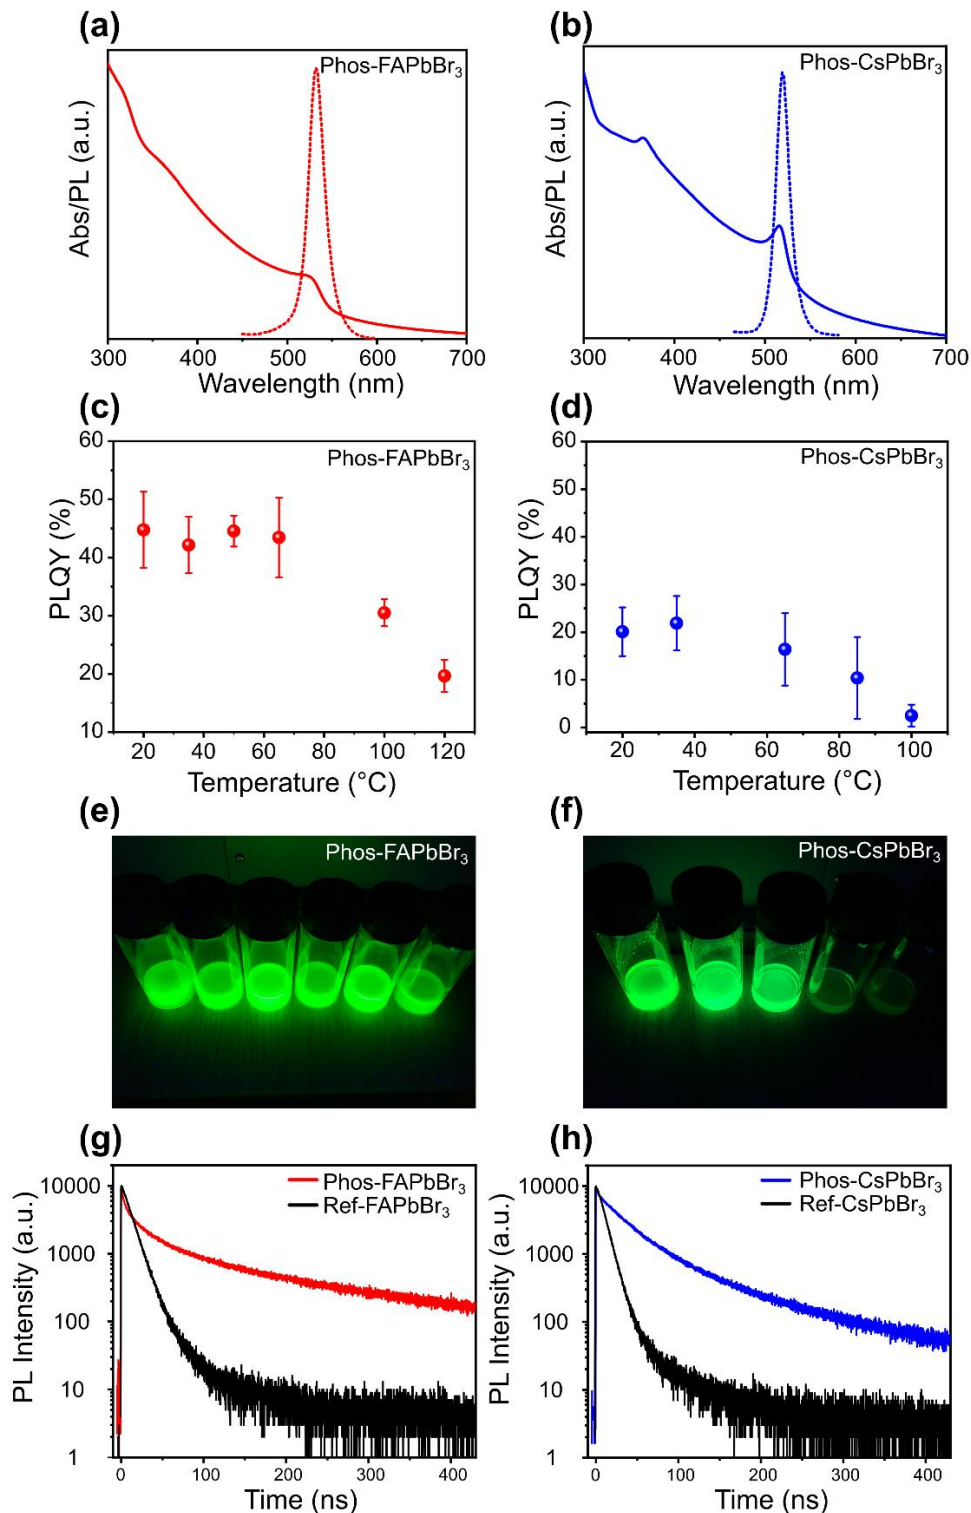 (a)
Phos-FAPbBr3
Abs/PL (a.u.)
300 400 500 600 700
Wavelength (nm)
(b)
Phos-CsPbBr3
Abs/PL (a.u.)
300 400 500 600 700
Wavelength (nm)
(c)
Phos-FAPbBr3
PLQY (%)
60
50
40
30
20
10
20 40 60 80 100 120
Temperature (°C)
(d)
Phos-CsPbBr3
PLQY (%)
60
50
40
30
20
10
0
20 40 60 80 100
Temperature (°C)
(e)
Phos-FAPbBr3
(f)
Phos-CsPbBr3
(g)
Phos-FAPbBr3
Ref-FAPbBr3
PL Intensity (a.u.)
10000
1000
100
10
1
0 100 200 300 400
Time (ns)
(h)
Phos-CsPbBr3
Ref-CsPbBr3
PL Intensity (a.u.)
10000
1000
100
10
1
0 100 200 300 400
Time (ns)